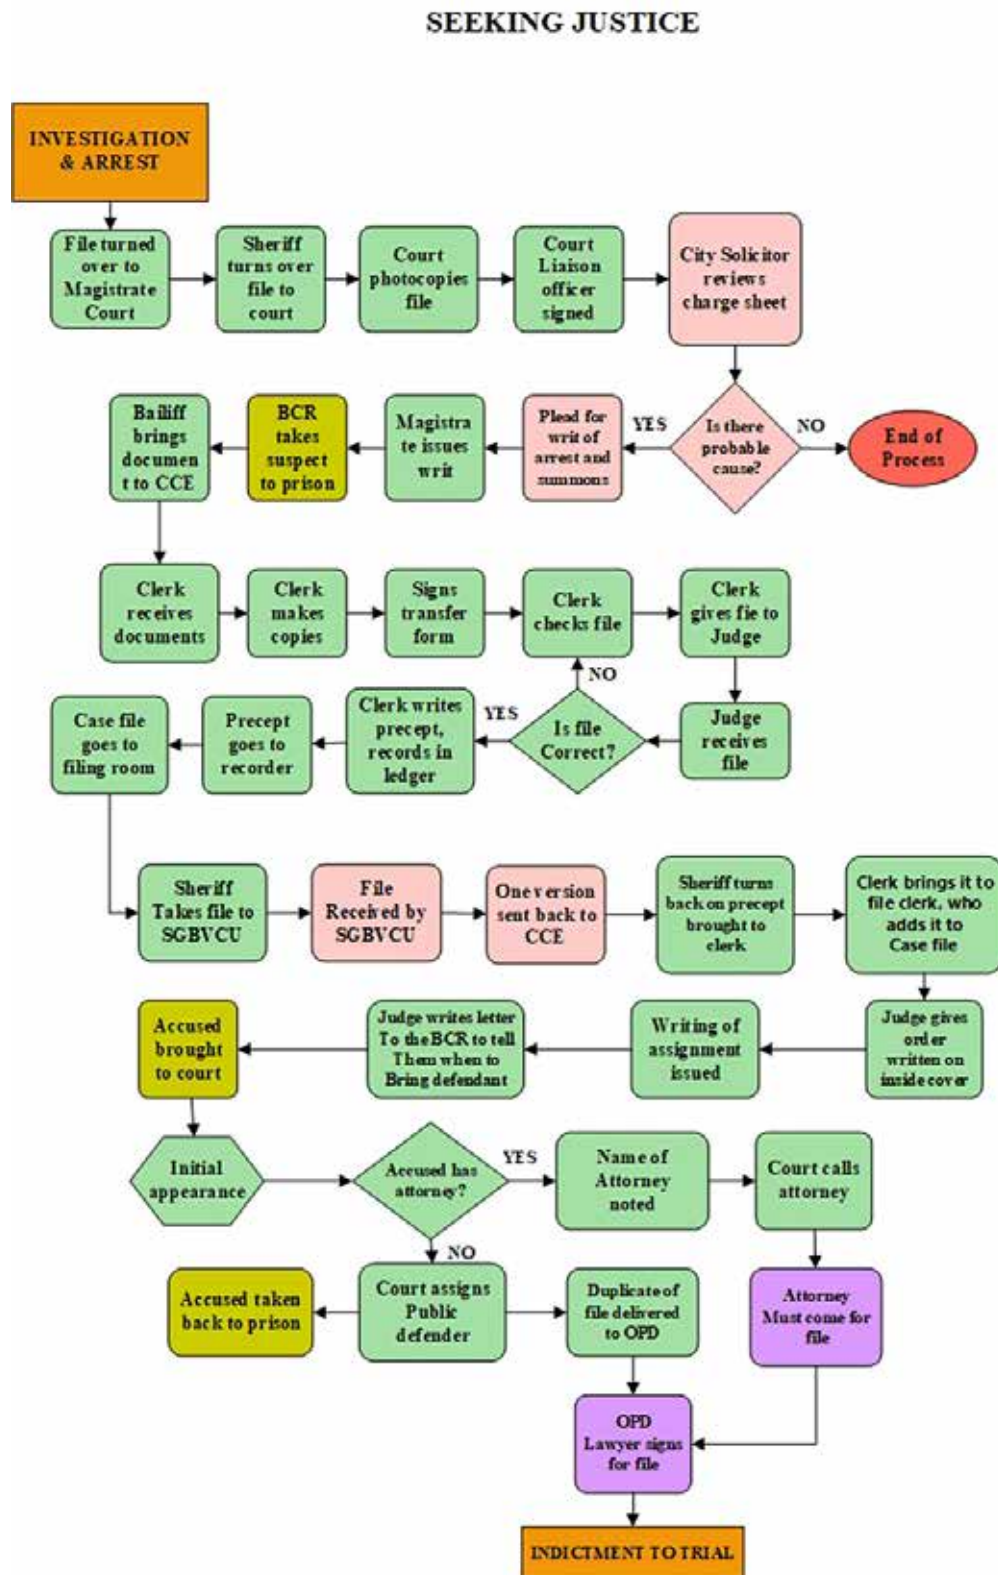 SEEKING JUSTICE
INVESTIGATION
& ARREST
File turned
over to
Magistrate
Court
Sheriff
turns over
file to
court
Court
photocopies
file
Court
Liaison
officer
signed
City Solicitor
reviews
charge sheet
Bailiff
brings
documen
t to CCE
BCR
takes
suspect
to prison
Magistra
te issues
writ
Plead for
writ of
arrest and
summons
YES
Is there
probable
cause?
NO
End of
Process
Clerk
receives
documents
Clerk
makes
copies
Signs
transfer
form
Clerk
checks file
Clerk
gives fie to
Judge
NO
Case file
goes to
filing room
Precept
goes to
recorder
Clerk writes
precept,
records in
ledger
YES
Is file
Correct?
Judge
receives
file
Sheriff
Takes file to
SGBVCU
File
Received by
SGBVCU
One version
sent back to
CCE
Sheriff turns
back on precept
brought to
clerk
Clerk brings it to
file clerk, who
adds it to
Case file
Accused
brought
to court
Judge writes letter
To the BCR to tell
Them when to
Bring defendant
Writing of
assignment
issued
Judge gives
order
written on
inside cover
Initial
appearance
Accused has
attorney?
YES
Name of
Attorney
noted
Court calls
attorney
NO
Accused taken
back to prison
Court assigns
Public
defender
Duplicate of
file delivered
to OPD
Attorney
Must come for
file
OPD
Lawyer signs
for file
INDICTMENT TO TRIAL